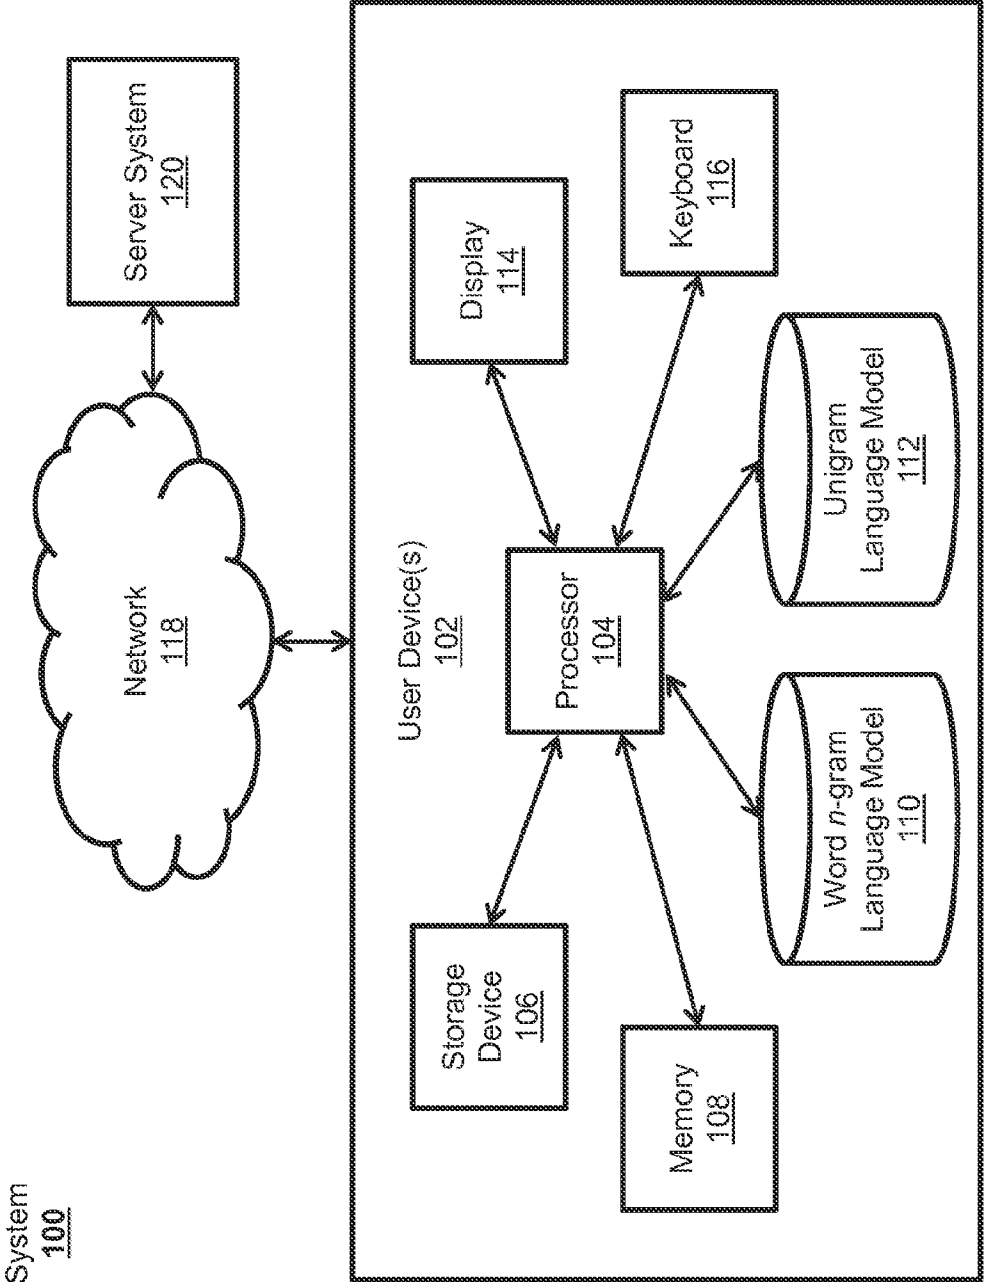 System
100
Network
118
Server System
120
User Device(s)
102
Storage
Device
106
Display
114
Processor
104
Memory
108
Keyboard
116
Word n-gram
Language Model
110
Unigram
Language Model
112